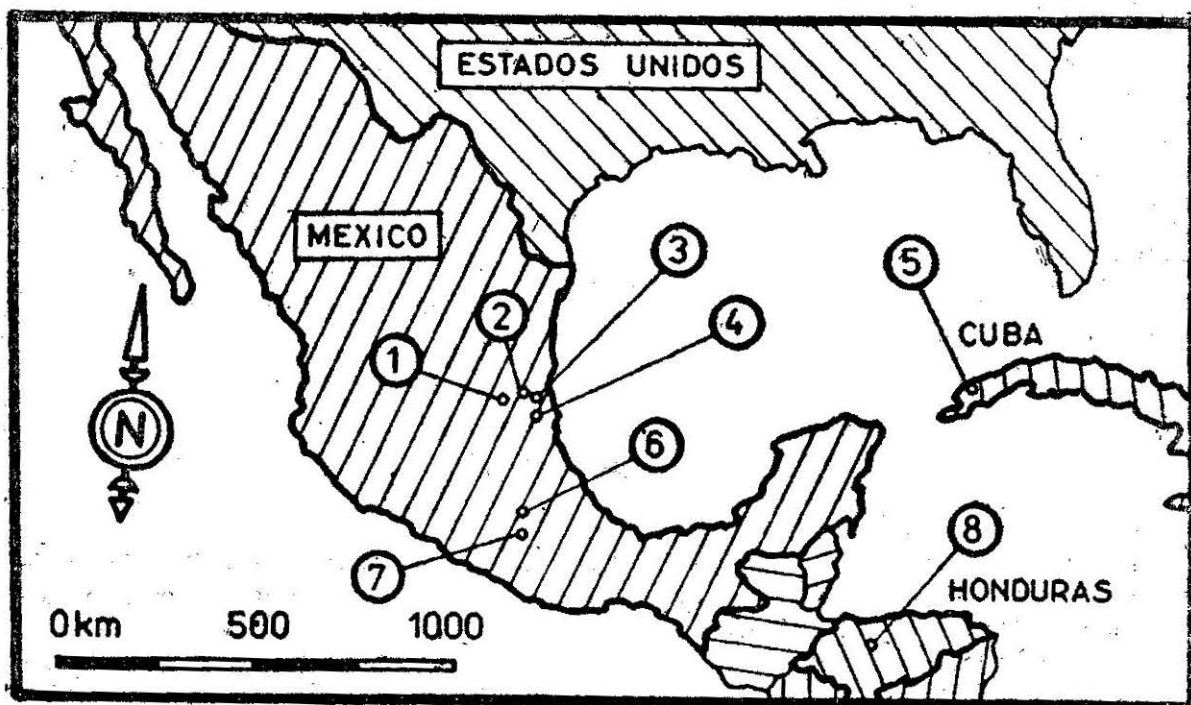 ESTADOS UNIDOS
MEXICO
3
5
2
4
CUBA
1
N
6
8
7
HONDURAS
0km 500 1000